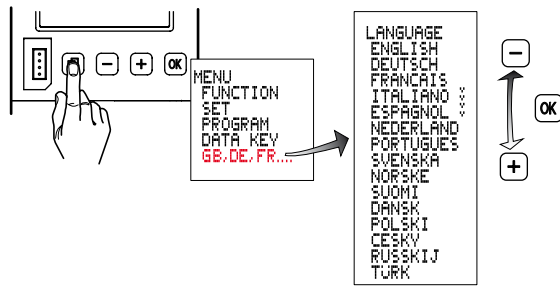 OK
MENU
FUNCTION
SET
PROGRAM
DATA KEY
GB,DE,FR....
LANGUAGE
ENGLISH
DEUTSCH
FRANCAIS
ITALIANO
ESPAGNOL
NEDERLAND
PORTUGUES
SVENSKA
NORSKE
SUOMI
DANSK
POLSKI
CESKY
RUSSKIJ
TURK
−
OK
+